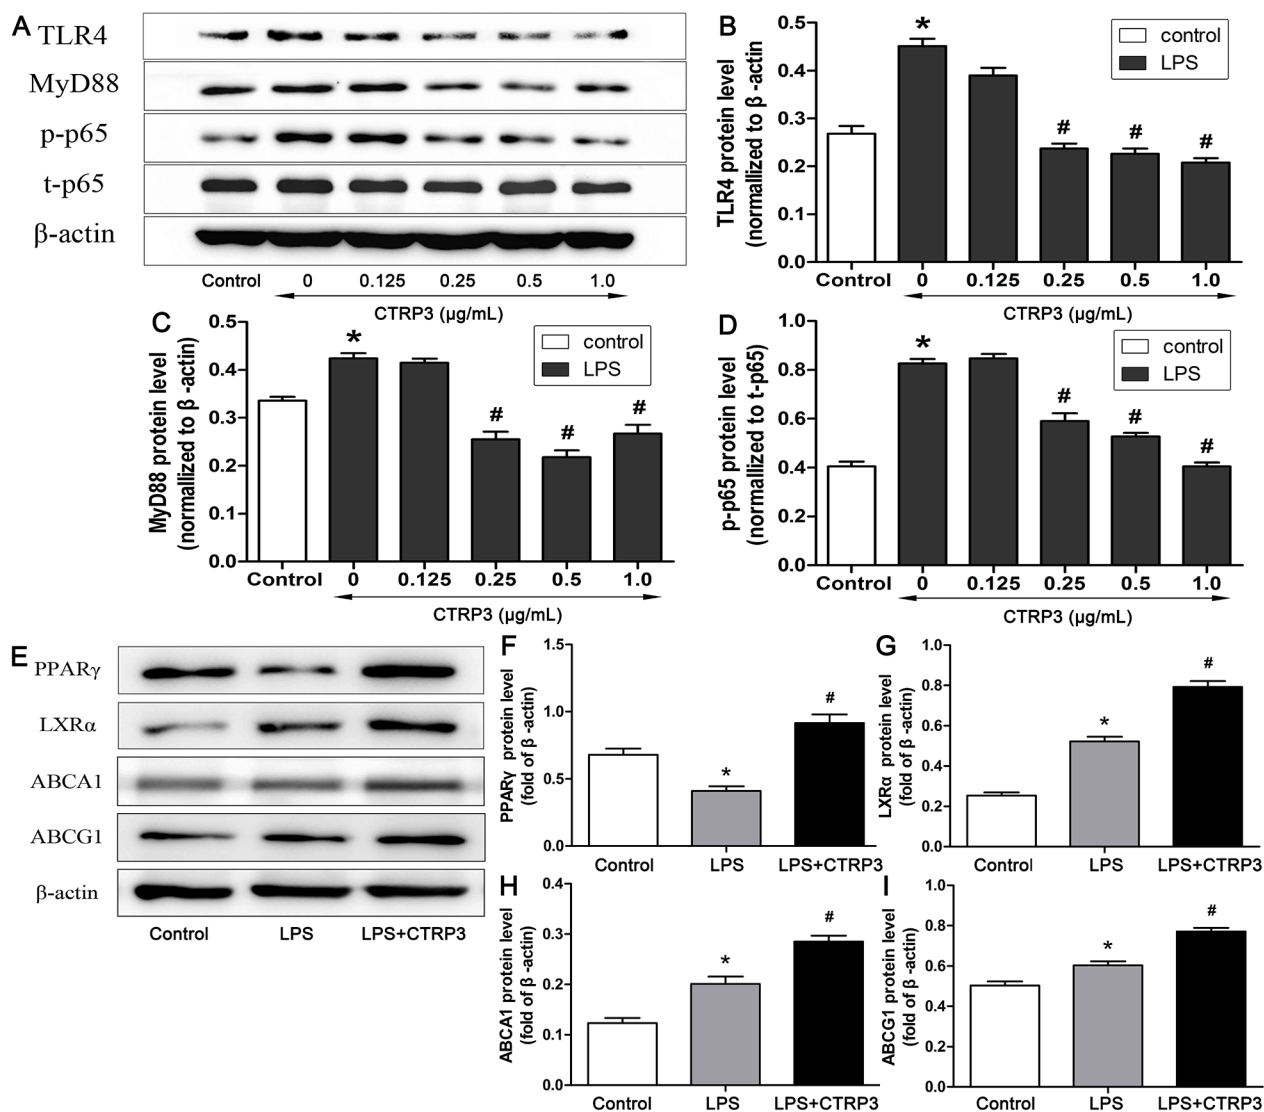 A
TLR4
MyD88
p-p65
t-p65
β-actin
Control 0 0.125 0.25 0.5 1.0
CTRP3 (μg/mL)
B
TLR4 protein level
(normallized to β -actin
0.5
0.4
0.3
0.2
0.1
0.0
*
#
#
#
control
LPS
Control 0 0.125 0.25 0.5 1.0
CTRP3 (μg/mL)
C
MyD88 protein level
(normallized to β -actin)
0.5
0.4
0.3
0.2
0.1
0.0
*
#
#
#
control
LPS
Control 0 0.125 0.25 0.5 1.0
CTRP3 (μg/mL)
D
p-p65 protein level
(normallized to t-p65)
1.0
0.8
0.6
0.4
0.2
0.0
*
#
#
#
control
LPS
Control 0 0.125 0.25 0.5 1.0
CTRP3 (μg/mL)
E
PPARγ
LXRα
ABCA1
ABCG1
β-actin
Control LPS LPS+CTRP3
F
PPARγ protein level
(fold of β -actin)
1.5
1.0
0.5
0.0
*
#
Control LPS LPS+CTRP3
G
LXRα protein level
(fold of β -actin)
1.0
0.8
0.6
0.4
0.2
0.0
*
#
Control LPS LPS+CTRP3
H
ABCA1 protein level
(fold of β -actin)
0.4
0.3
0.2
0.1
0.0
*
#
Control LPS LPS+CTRP3
I
ABCG1 protein level
(fold of β -actin)
1.0
0.8
0.6
0.4
0.2
0.0
*
#
Control LPS LPS+CTRP3